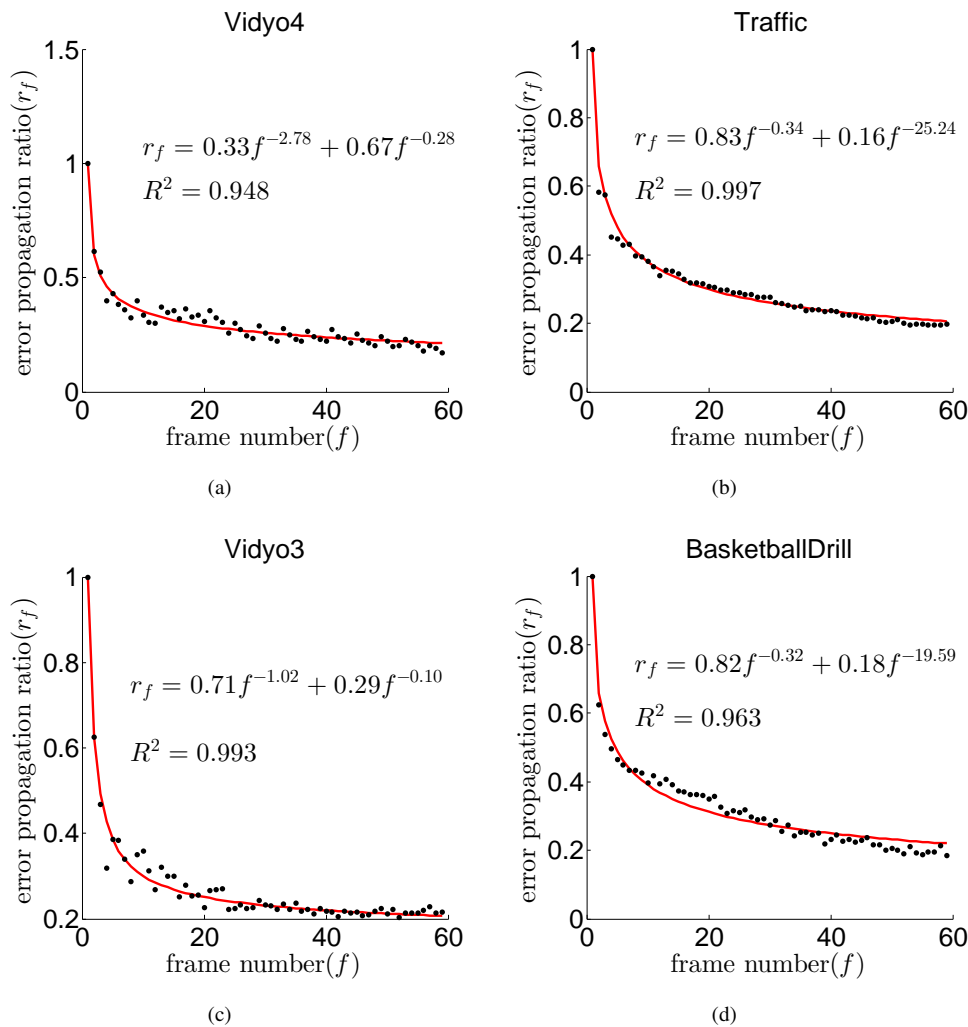 Vidyo4
error propagation ratio(r_f)
1.5
1
0.5
0
r_f = 0.33f^{-2.78} + 0.67f^{-0.28}
R^2 = 0.948
0 20 40 60
frame number(f)
(a)
Traffic
error propagation ratio(r_f)
1
0.8
0.6
0.4
0.2
0
r_f = 0.83f^{-0.34} + 0.16f^{-25.24}
R^2 = 0.997
0 20 40 60
frame number(f)
(b)
Vidyo3
error propagation ratio(r_f)
1
0.8
0.6
0.4
0.2
r_f = 0.71f^{-1.02} + 0.29f^{-0.10}
R^2 = 0.993
0 20 40 60
frame number(f)
(c)
BasketballDrill
error propagation ratio(r_f)
1
0.8
0.6
0.4
0.2
0
r_f = 0.82f^{-0.32} + 0.18f^{-19.59}
R^2 = 0.963
0 20 40 60
frame number(f)
(d)